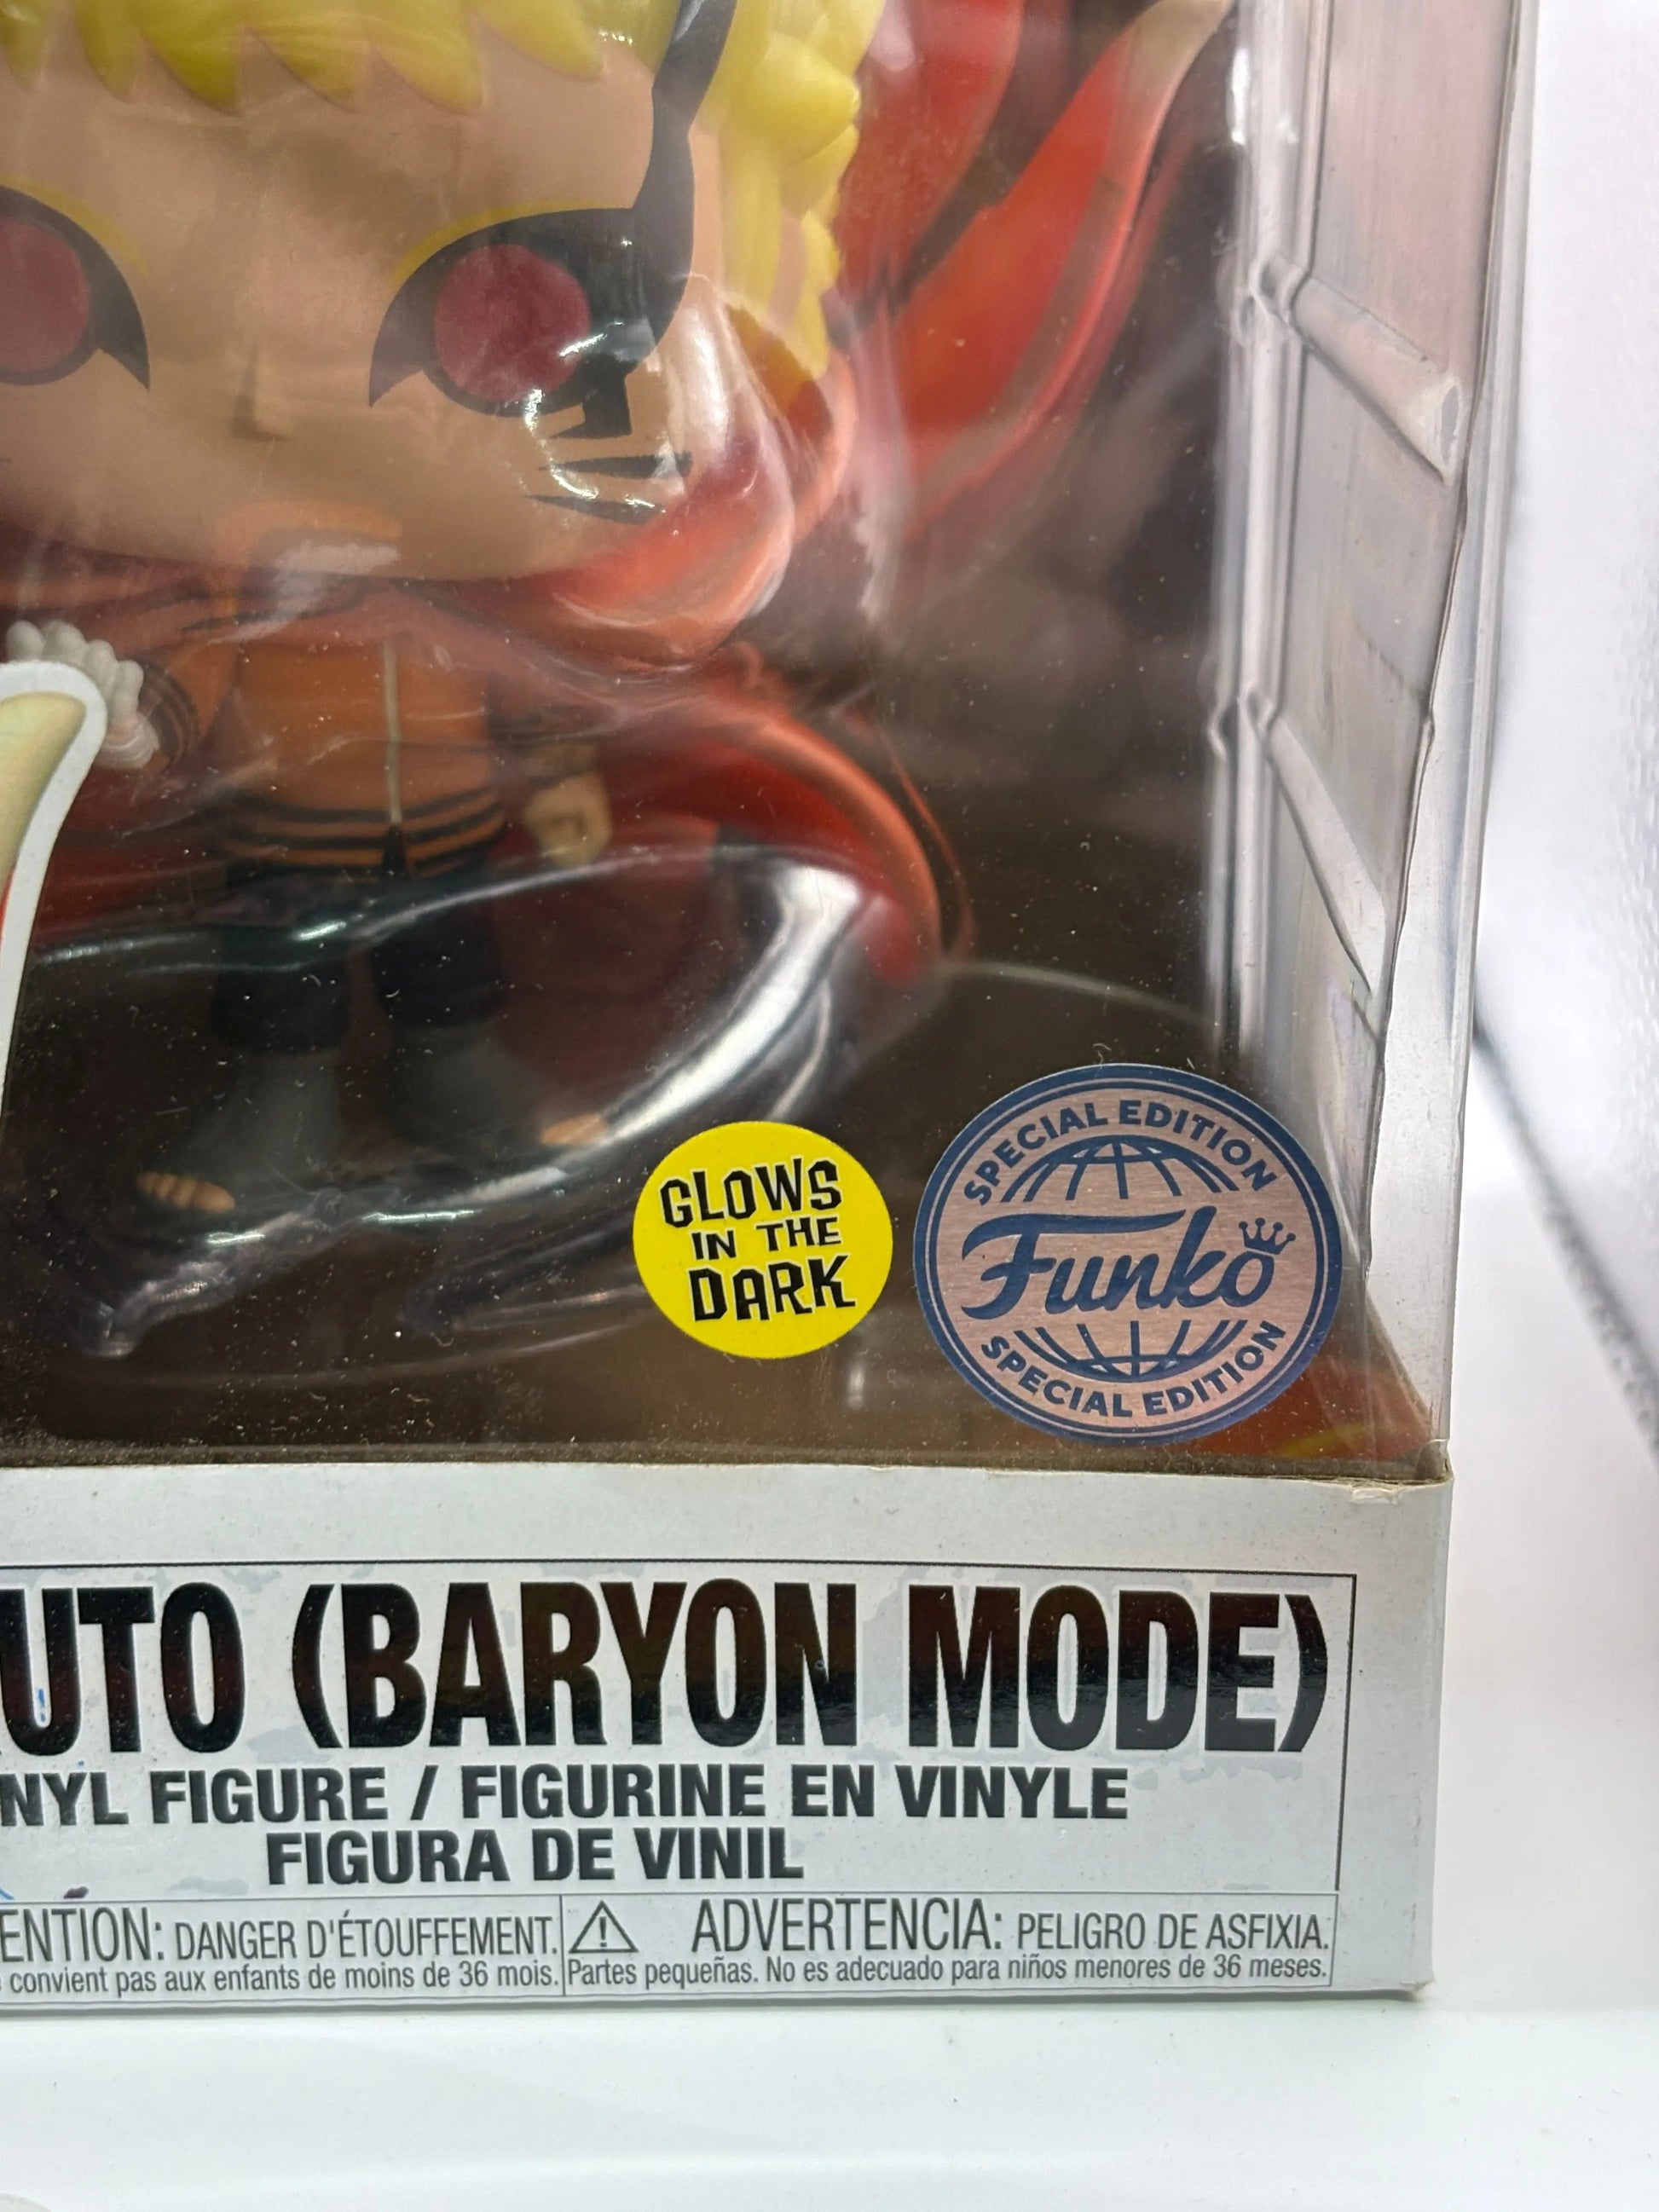 GLOWS
IN THE
DARK
SPECIAL EDITION
Funko
SPECIAL EDITION
UTO (BARYON MODE)
NYL FIGURE / FIGURINE EN VINYLE
FIGURA DE VINIL
ENTION: DANGER D'ÉTOUFFEMENT.
convient pas aux enfants de moins de 36 mois.
ADVERTENCIA: PELIGRO DE ASFIXIA.
Partes pequeñas. No es adecuado para niños menores de 36 meses.